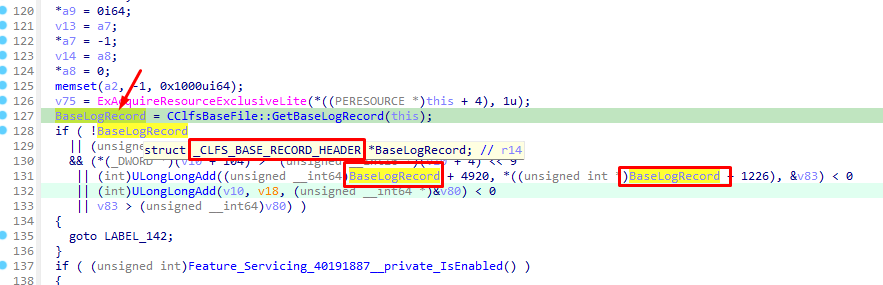 120 *a9 = 0i64;
121 v13 = a7;
122 *a7 = -1;
123 v14 = a8;
124 *a8 = 0;
125 memset(a2, -1, 0x1000ui64);
126 v75 = ExAcquireResourceExclusiveLite(*((PERESOURCE *)this + 4), 1u);
127 BaseLogRecord = CClfsBaseFile::GetBaseLogRecord(this);
128 if ( !BaseLogRecord
129 || (unsig
struct _CLFS_BASE_RECORD_HEADER *BaseLogRecord; // r14
130 && (*(_DWORD
131 || (int)ULongLongAdd((unsigned __int64)BaseLogRecord + 4920, *((unsigned int *)BaseLogRecord + 1226), &v83) < 0
132 || (int)ULongLongAdd(v10, v18, (unsigned __int64 *)&v80) < 0
133 || v83 > (unsigned __int64)v80) )
134 {
135 goto LABEL_142;
136 }
137 if ( (unsigned int)Feature_Servicing_40191887__private_IsEnabled() )
138 {